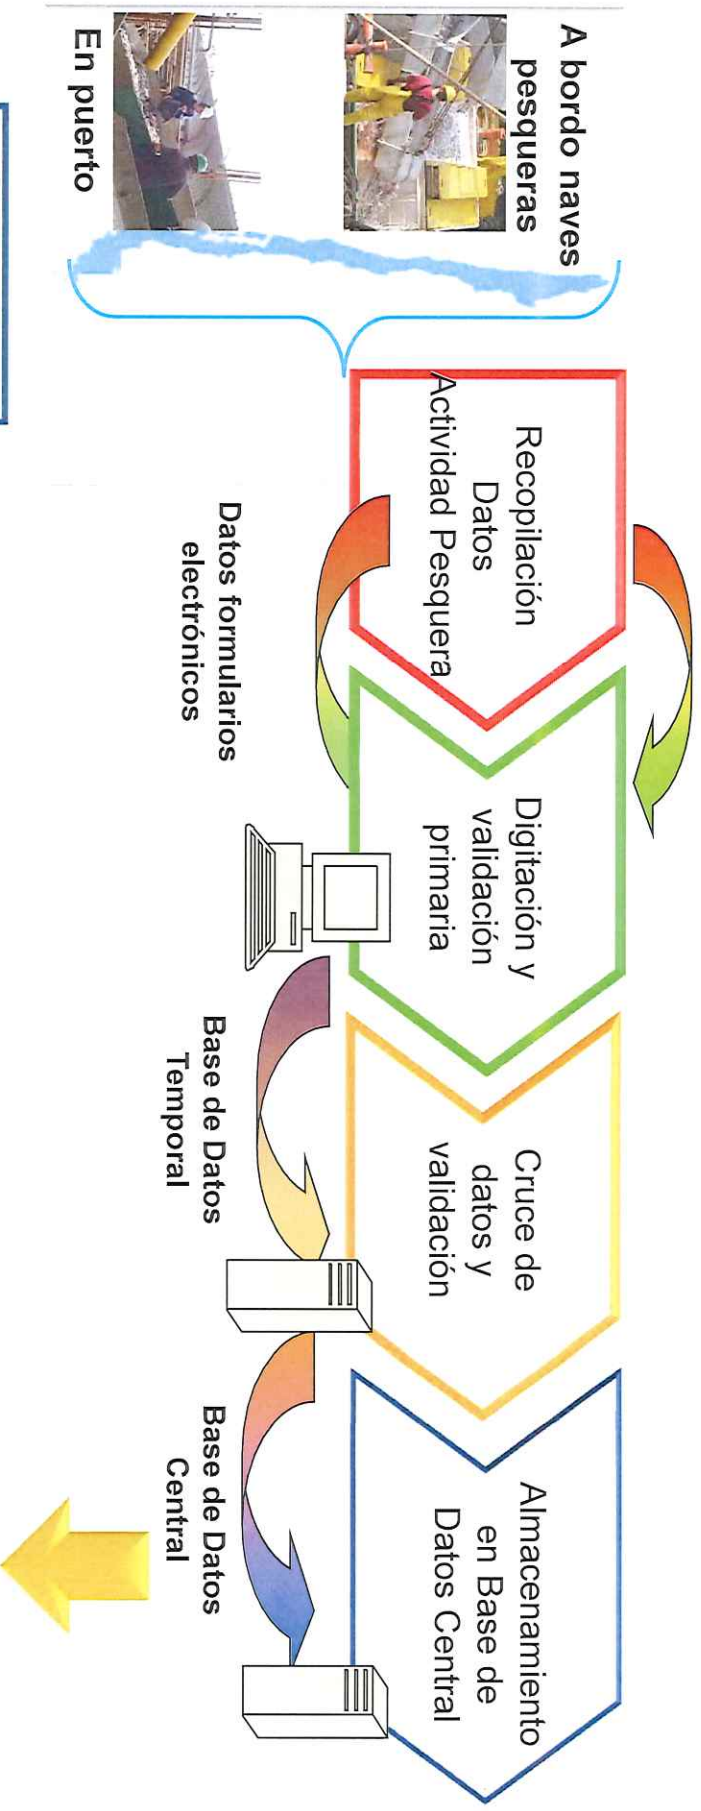 A bordo naves
pesqueras
En puerto
Recopilación
Datos
Actividad Pesquera
Datos formularios
electrónicos
Digitación y
validación
primaria
Base de Datos
Temporal
Cruce de
datos y
validación
Base de Datos
Central
Almacenamiento
en Base de
Datos Central